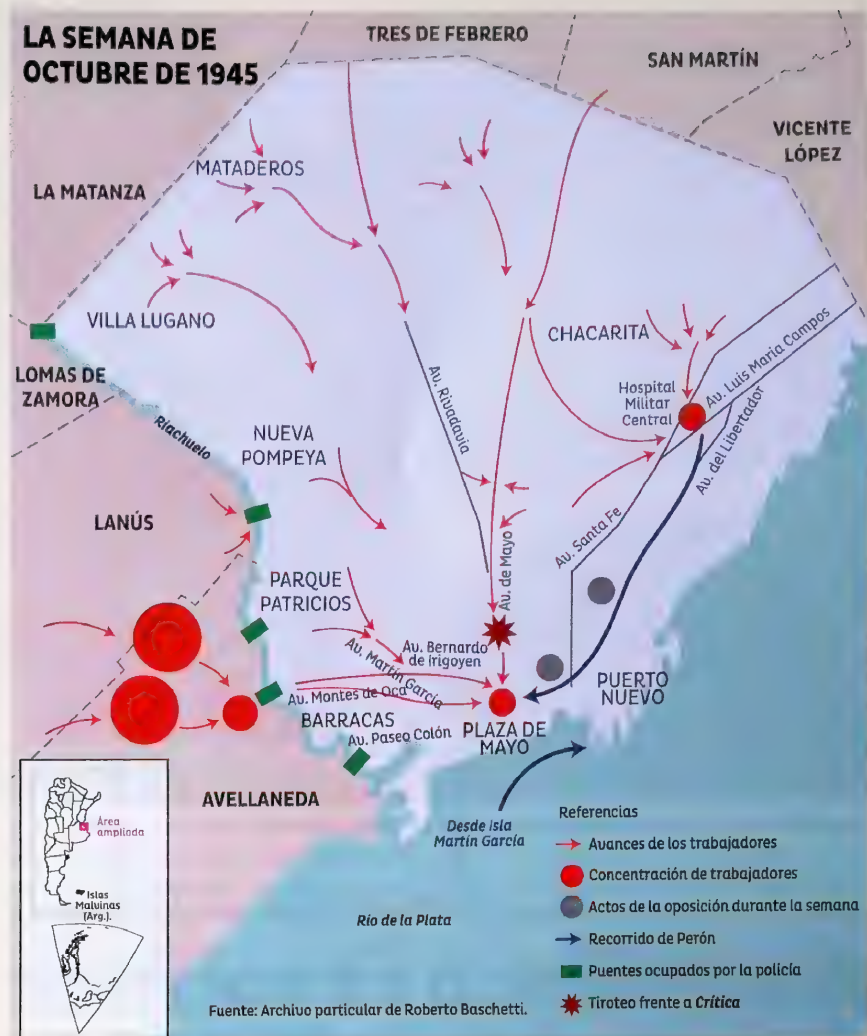 LA SEMANA DE
OCTUBRE DE 1945
TRES DE FEBRERO
SAN MARTÍN
VICENTE
LÓPEZ
MATADEROS
LA MATANZA
VILLA LUGANO
CHACARITA
LOMAS DE
ZAMORA
Riachuelo
Av. Rivadavia
Hospital
Militar
Central
Av. Luis Maria Campos
Av. del Libertador
NUEVA
POMPEYA
LANÚS
Av. Santa Fe
Av. de Mayo
PARQUE
PATRICIOS
Av. Bernardo
de Irigoyen
Av. Martín García
Av. Montes de Oca
PUERTO
NUEVO
BARRACAS
Av. Paseo Colón
PLAZA DE
MAYO
AVELLANEDA
Desde isla
Martín García
Área
ampliada
Islas
Malvinas
(Arg.).
Río de la Plata
Referencias
Avances de los trabajadores
Concentración de trabajadores
Actos de la oposición durante la semana
Recorrido de Perón
Puentes ocupados por la policía
Tiroteo frente a Crítica
Fuente: Archivo particular de Roberto Baschetti.